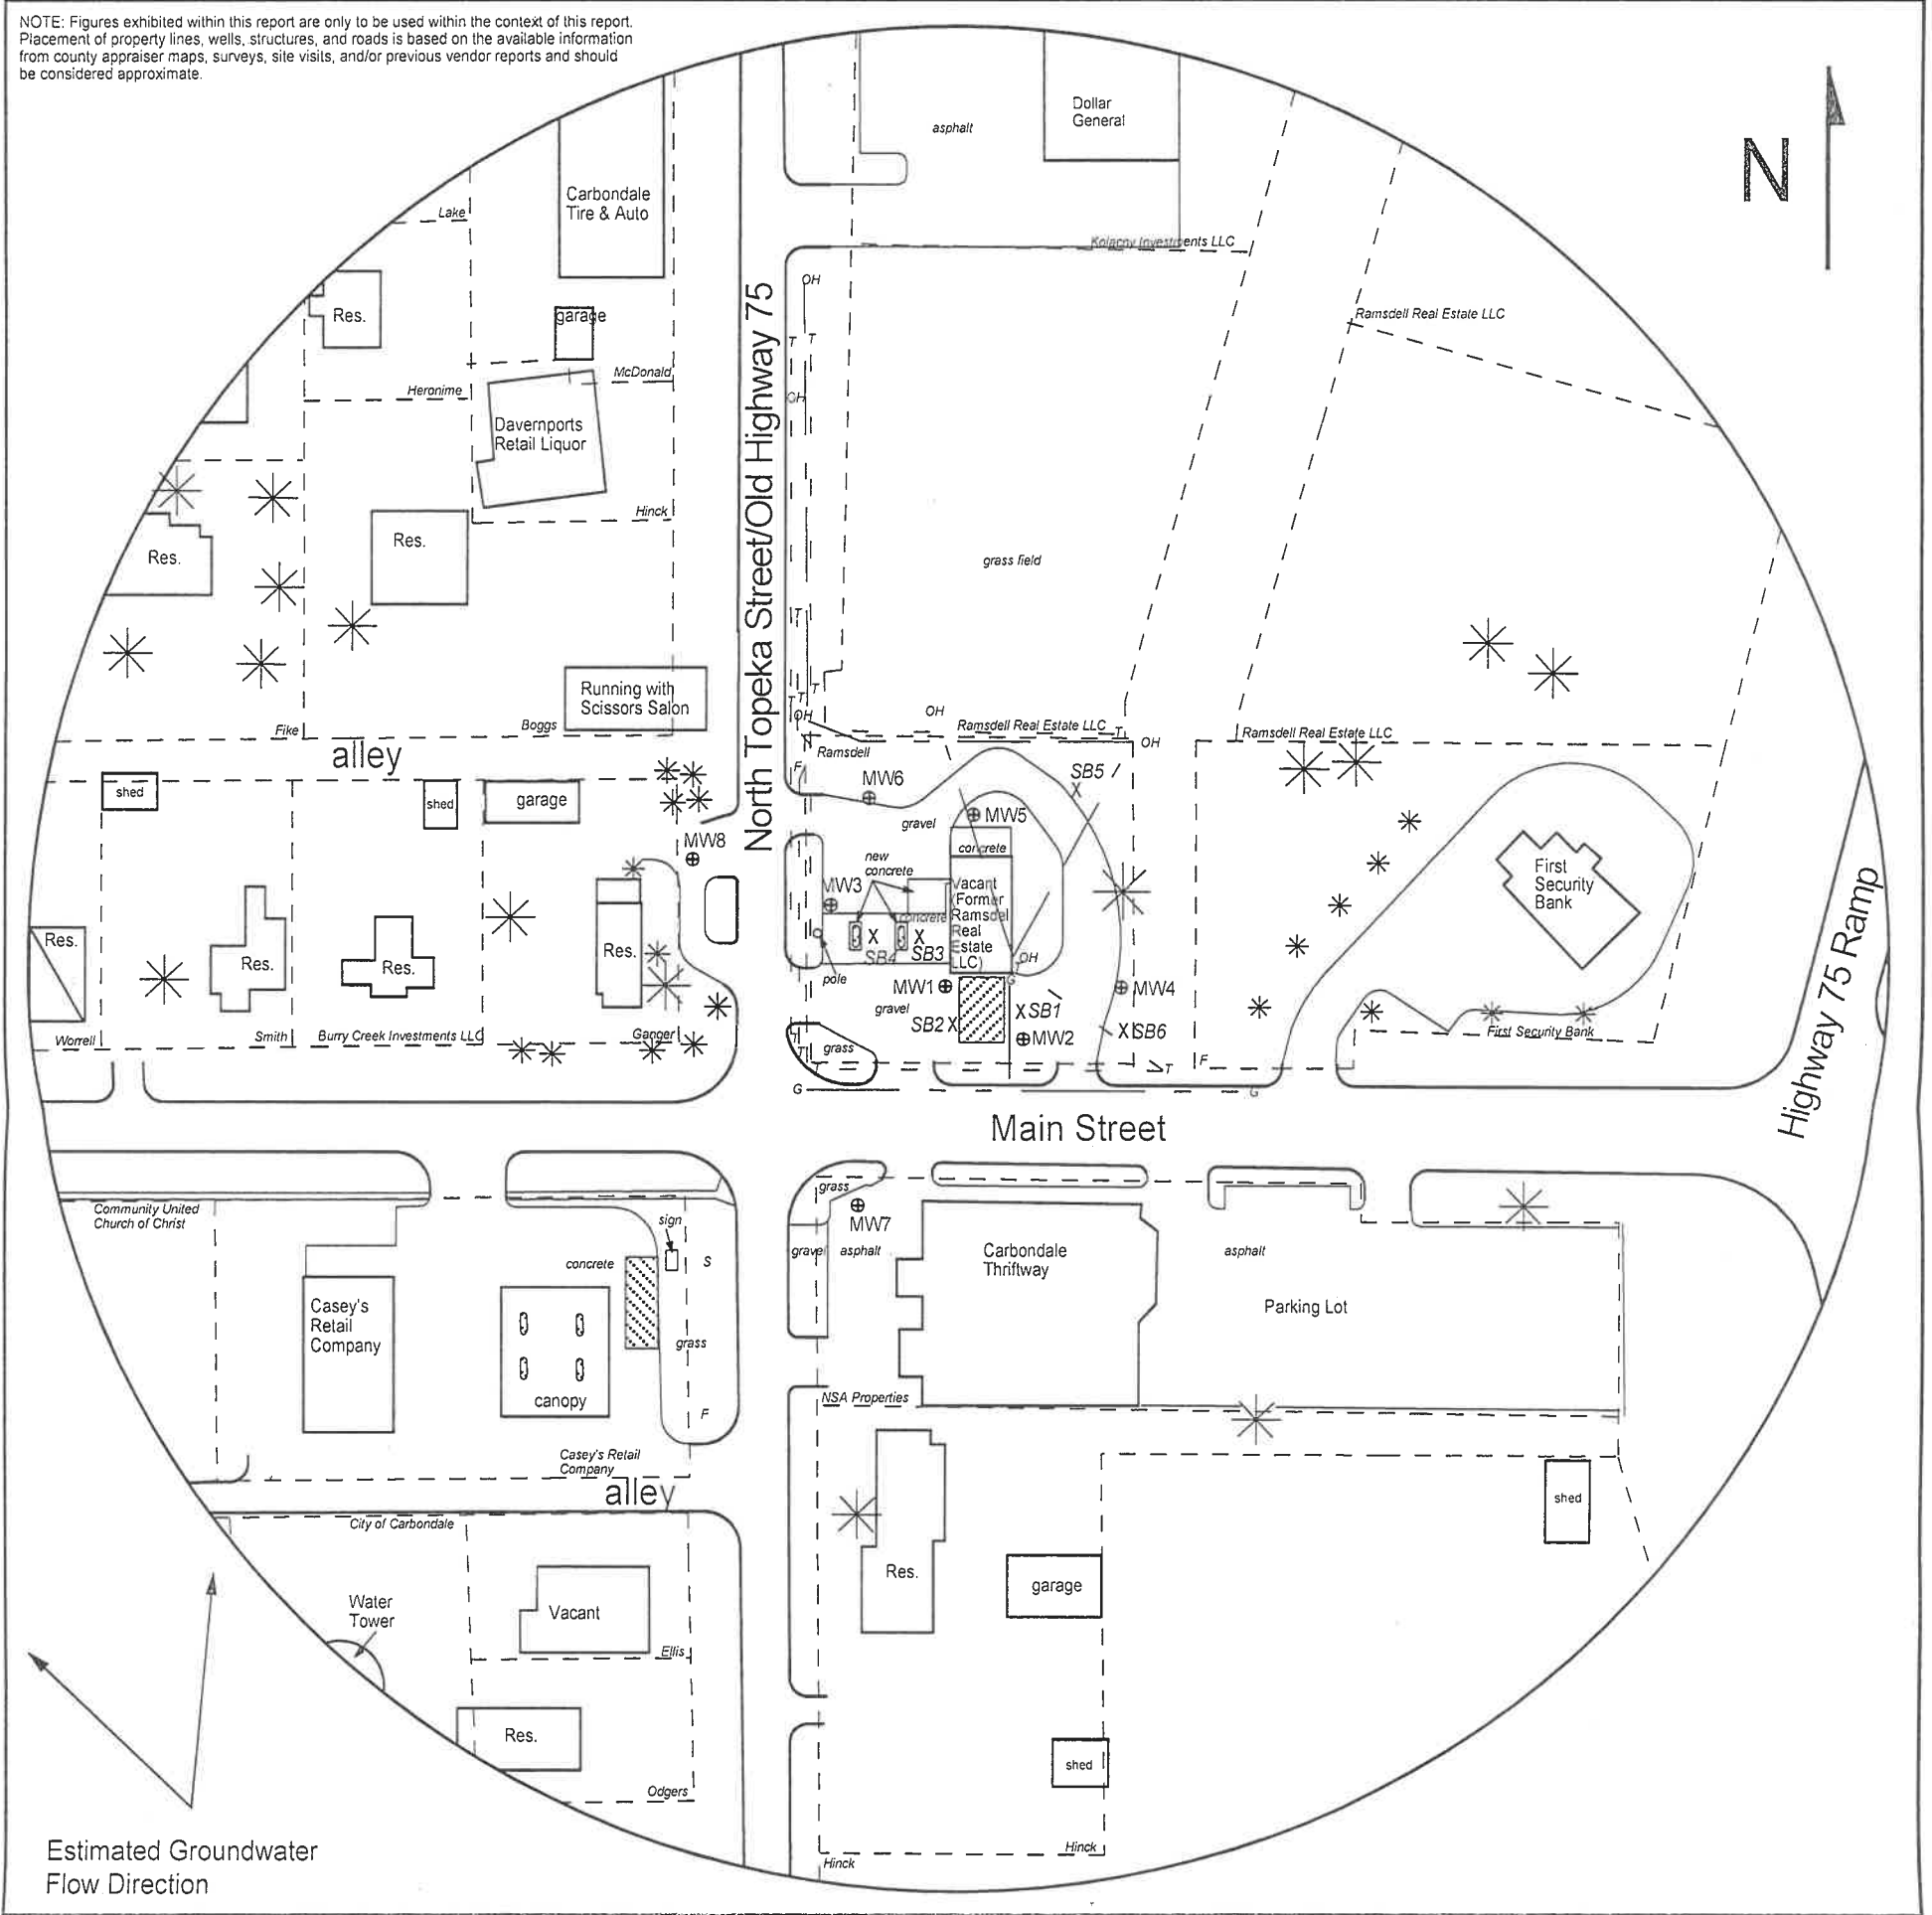 NOTE: Figures exhibited within this report are only to be used within the context of this report.
Placement of property lines, wells, structures, and roads is based on the available information
from county appraiser maps, surveys, site visits, and/or previous vendor reports and should
be considered approximate.
N
Dollar
General
asphalt
Carbondale
Tire & Auto
Lake
Kolacny Investments LLC
Res.
garage
OH
Ramsdell Real Estate LLC
T
T
McDonald
Heronime
OH
Davernports
Retail Liquor
North Topeka Street/Old Highway 75
Hinck
Res.
Res.
grass field
T
T
Running with
Scissors Salon
T
T
T
OH
OH
Fike
Boggs
Ramsdell Real Estate LLC
T
OH
Ramsdell Real Estate LLC
alley
Ramsdell
F
shed
shed
garage
MW6
SB5
MW5
gravel
MW8
new
concrete
concrete
MW3
Vacant
(Former
Ramsdel
Real
Estate
LLC)
concrete
First
Security
Bank
Res.
Res.
Res.
Res.
SB4
X
X
SB3
OH
T
G
pole
MW1
gravel
MW4
SB2 X
X SB1
MW2
X SB6
Highway 75 Ramp
Worrell
Smith
Burry Creek Investments LLC
Ganger
First Security Bank
T
T
grass
T
T
F
G
G
Main Street
Community United
Church of Christ
sign
grass
MW7
concrete
S
gravel
asphalt
Carbondale
Thriftway
asphalt
Parking Lot
Casey's
Retail
Company
grass
canopy
F
NSA Properties
Casey's Retail
Company
alley
City of Carbondale
shed
Water
Tower
Vacant
Res.
garage
Ellis
Res.
shed
Odgers
Hinck
Hinck
Estimated Groundwater
Flow Direction